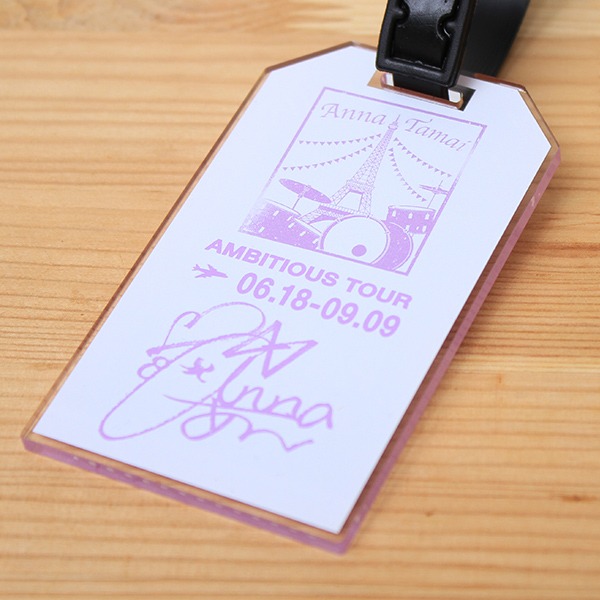 Anna Tamai
AMBITIOUS TOUR
06.18-09.09
Anna